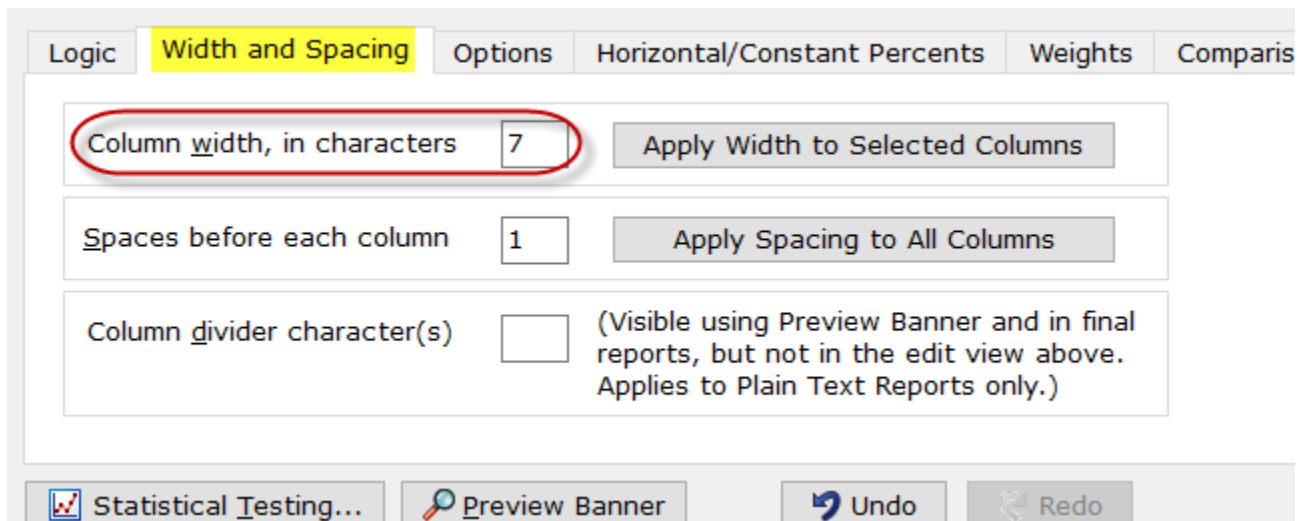 Logic Width and Spacing Options Horizontal/Constant Percents Weights Comparis
Column width, in characters 7 Apply Width to Selected Columns
Spaces before each column 1 Apply Spacing to All Columns
Column divider character(s) (Visible using Preview Banner and in final
reports, but not in the edit view above.
Applies to Plain Text Reports only.)
Statistical Testing... Preview Banner Undo Redo